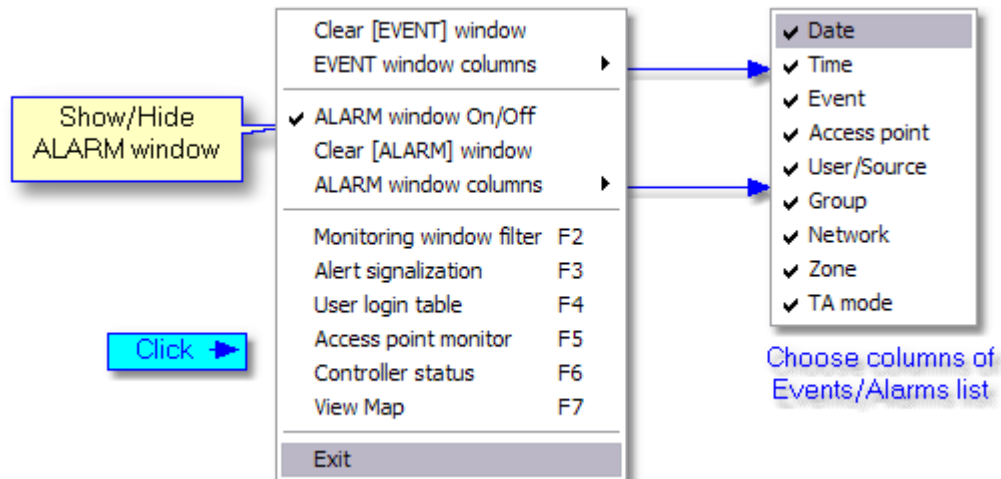 Clear [EVENT] window
EVENT window columns
Show/Hide
ALARM window
ALARM window On/Off
Clear [ALARM] window
ALARM window columns
Monitoring window filter F2
Alert signalization F3
User login table F4
Access point monitor F5
Controller status F6
View Map F7
Exit
Click
Date
Time
Event
Access point
User/Source
Group
Network
Zone
TA mode
Choose columns of
Events/Alarms list